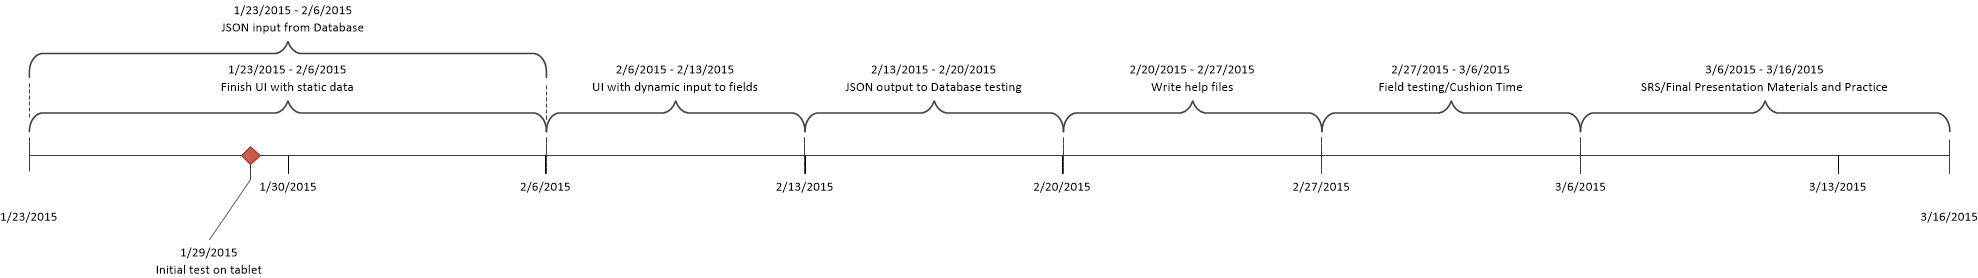 1/23/2015 - 2/6/2015
JSON input from Database
1/23/2015 - 2/6/2015
Finish UI with static data
2/6/2015 - 2/13/2015
UI with dynamic input to fields
2/13/2015 - 2/20/2015
JSON output to Database testing
2/20/2015 - 2/27/2015
Write help files
2/27/2015 - 3/6/2015
Field testing/Cushion Time
3/6/2015 - 3/16/2015
SRS/Final Presentation Materials and Practice
1/30/2015
2/6/2015
2/13/2015
2/20/2015
2/27/2015
3/6/2015
3/13/2015
1/23/2015
3/16/2015
1/29/2015
Initial test on tablet